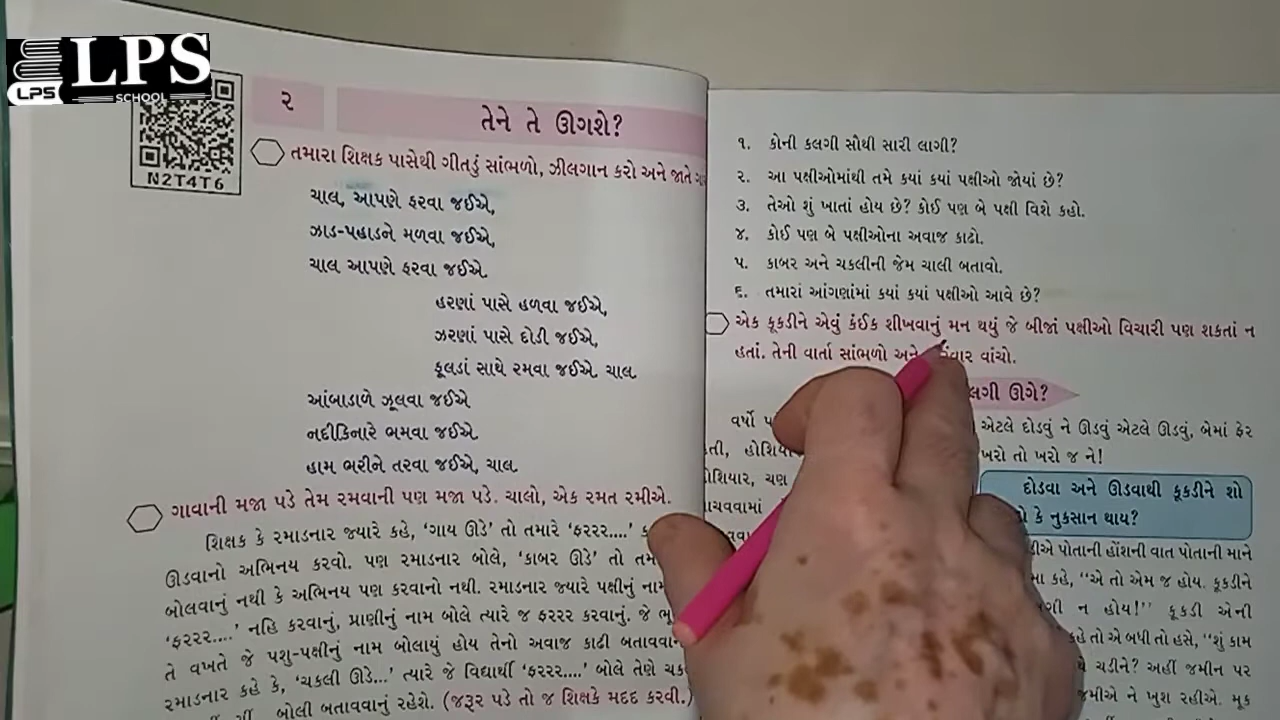 LPS
LPS
SCHOOL
N2T4T6
૨
તેને તે ઊગશે?
તમારા શિક્ષક પાસેથી ગીતડું સાંભળો, ઝીલગાન કરો અને જાતે
ચાલ, આપણે ફરવા જઈએ,
ઝાડ-પહાડને મળવા જઈએ,
ચાલ આપણે ફરવા જઈએ.
હરણાં પાસે હળવા જઈએ,
ઝરણાં પાસે દોડી જઈએ,
ફૂલડાં સાથે રમવા જઈએ. ચાલ.
આંબાડાળે ઝૂલવા જઈએ
નદીકિનારે ભમવા જઈએ.
હામ ભરીને તરવા જઈએ, ચાલ.
ગાવાની મજા પડે તેમ રમવાની પણ મજા પડે. ચાલો, એક રમત રમીએ.
શિક્ષક કે રમાડનાર જ્યારે કહે, ‘ગાય ઊડે’ તો તમારે ‘ફરરર....’
ઊડવાનો અભિનય કરવો. પણ રમાડનાર બોલે, ‘કાબર ઊડે’ તો
બોલવાનું નથી કે અભિનય પણ કરવાનો નથી. રમાડનાર જ્યારે પક્ષીનું નામ
‘ફરરર....’ નહિ કરવાનું, પ્રાણીનું નામ બોલે ત્યારે જ ફરરર કરવાનું. જે
તે વખતે જે પશુ-પક્ષીનું નામ બોલાયું હોય તેનો અવાજ કાઢી
રમાડનાર કહે કે, ‘ચકલી ઊડે...’ ત્યારે જે વિદ્યાર્થી ‘ફરરર....’ બોલે તેણે
બોલી બતાવવાનું રહેશે. (જરૂર પડે તો જ શિક્ષકે મદદ કરવી.)
૧. કોની કલગી સૌથી સારી લાગી?
૨. આ પક્ષીઓમાંથી તમે કયાં કયાં પક્ષીઓ જોયાં છે?
૩. તેઓ શું ખાતાં હોય છે? કોઈ પણ બે પક્ષી વિશે કહો.
૪. કોઈ પણ બે પક્ષીઓના અવાજ કાઢો.
૫. કાબર અને ચકલીની જેમ ચાલી બતાવો.
૬. તમારાં આંગણાંમાં કયાં કયાં પક્ષીઓ આવે છે?
એક કૂકડીને એવું કંઈક શીખવાનું મન થયું જે બીજાં પક્ષીઓ વિચારી પણ શકતાં ન
હતાં. તેની વાર્તા સાંભળો અને વાંચો.
ઊગે?
વર્ષો એટલે દોડવું ને ઊડવું એટલે ઊડવું, બેમાં ફેર
ખરો તો ખરો જ ને!
ચણ
દોડવા અને ઊડવાથી કૂકડીને શો
કે નુકસાન થાય?
પોતાની હોંશની વાત પોતાની માને
કહે, “એ તો એમ જ હોય. કૂકડીને
ન હોય!” કૂકડી એની
કહે તો એ બધી તો હસે, “શું કામ
ચડીને? અહીં જમીન પર
જમીએ ને ખુશ રહીએ. મૂક